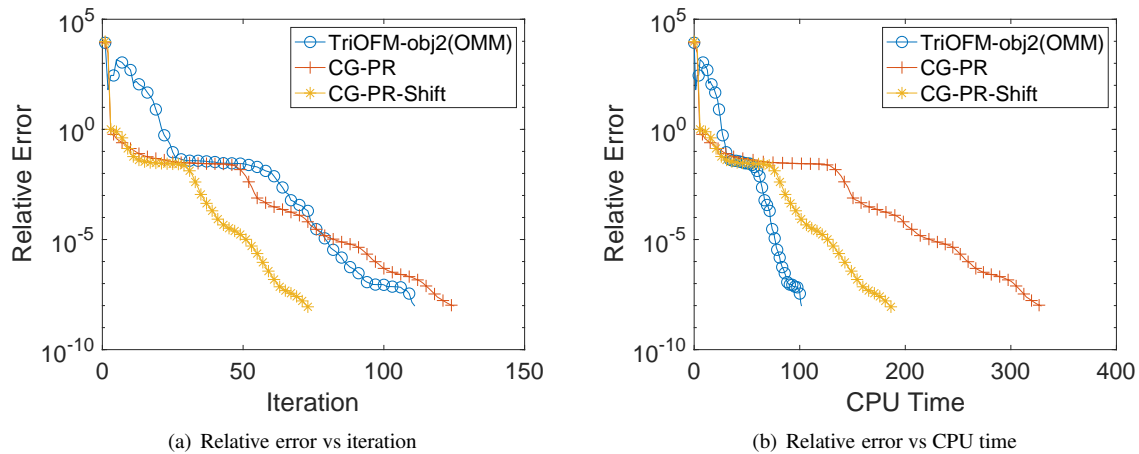 10^5
10^0
10^-5
10^-10
Relative Error
0
50
100
150
Iteration
TriOFM-obj2(OMM)
CG-PR
CG-PR-Shift
(a) Relative error vs iteration
10^5
10^0
10^-5
10^-10
Relative Error
0
100
200
300
400
CPU Time
TriOFM-obj2(OMM)
CG-PR
CG-PR-Shift
(b) Relative error vs CPU time